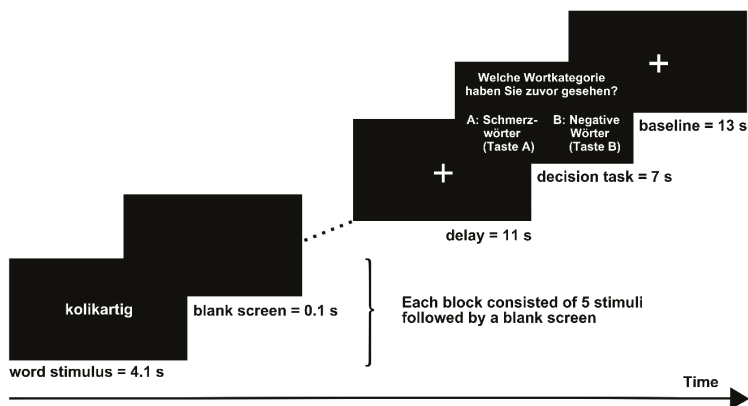 Welche Wortkategorie
haben Sie zuvor gesehen?
A: Schmerz-
wörter
(Taste A)
B: Negative
Wörter
(Taste B)
baseline = 13 s
decision task = 7 s
delay = 11 s
kolikartig
blank screen = 0.1 s
Each block consisted of 5 stimuli
followed by a blank screen
word stimulus = 4.1 s
Time